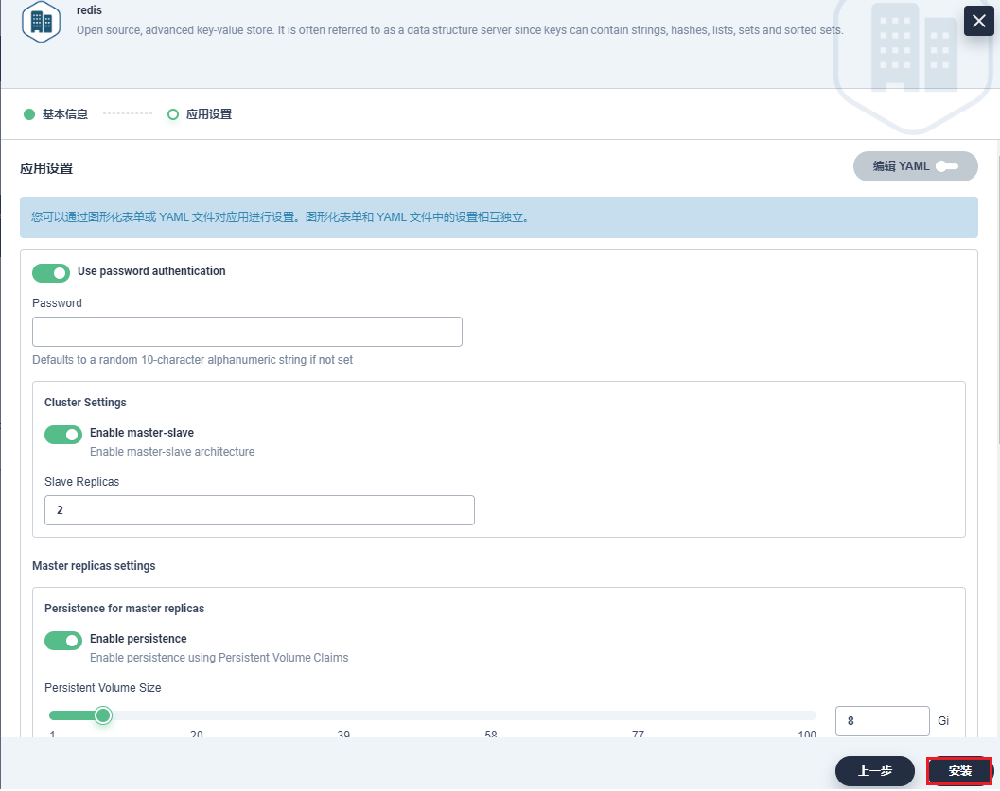 redis
Open source, advanced key-value store. It is often referred to as a data structure server since keys can contain strings, hashes, lists, sets and sorted sets.
基本信息
应用设置
应用设置
编辑 YAML
您可以通过图形化表单或 YAML 文件对应用进行设置。图形化表单和 YAML 文件中的设置相互独立。
Use password authentication
Password
Defaults to a random 10-character alphanumeric string if not set
Cluster Settings
Enable master-slave
Enable master-slave architecture
Slave Replicas
2
Master replicas settings
Persistence for master replicas
Enable persistence
Enable persistence using Persistent Volume Claims
Persistent Volume Size
1 20 39 58 77 100
8 Gi
上一步
安装